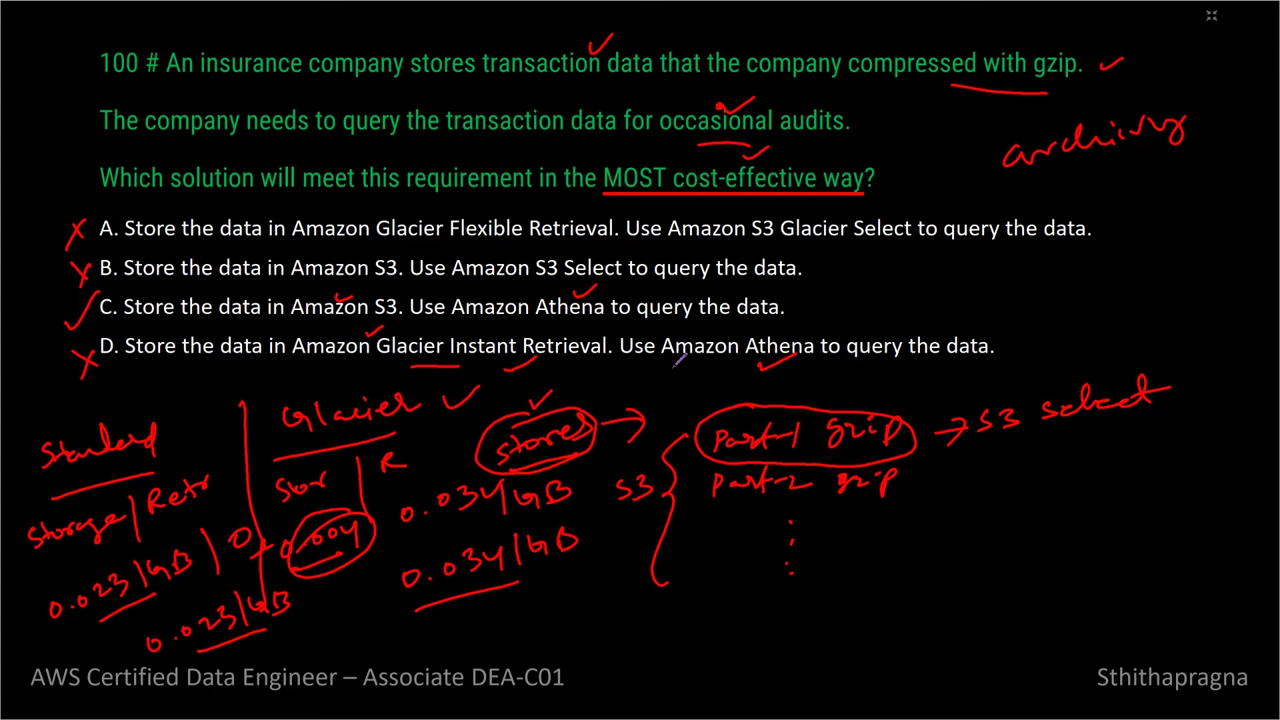 100 # An insurance company stores transaction data that the company compressed with gzip.
The company needs to query the transaction data for occasional audits.
archiving
Which solution will meet this requirement in the MOST cost-effective way?
A. Store the data in Amazon Glacier Flexible Retrieval. Use Amazon S3 Glacier Select to query the data.
B. Store the data in Amazon S3. Use Amazon S3 Select to query the data.
C. Store the data in Amazon S3. Use Amazon Athena to query the data.
D. Store the data in Amazon Glacier Instant Retrieval. Use Amazon Athena to query the data.
Standard
Storage | Retr
0.023/GB | 0
0.023/GB
Glacier
Stor | R
0.004
0.034/GB
0.034/GB
stores
S3
part-1 gzip → S3 select
part-2 gzip
AWS Certified Data Engineer – Associate DEA-C01
Sthithapragna